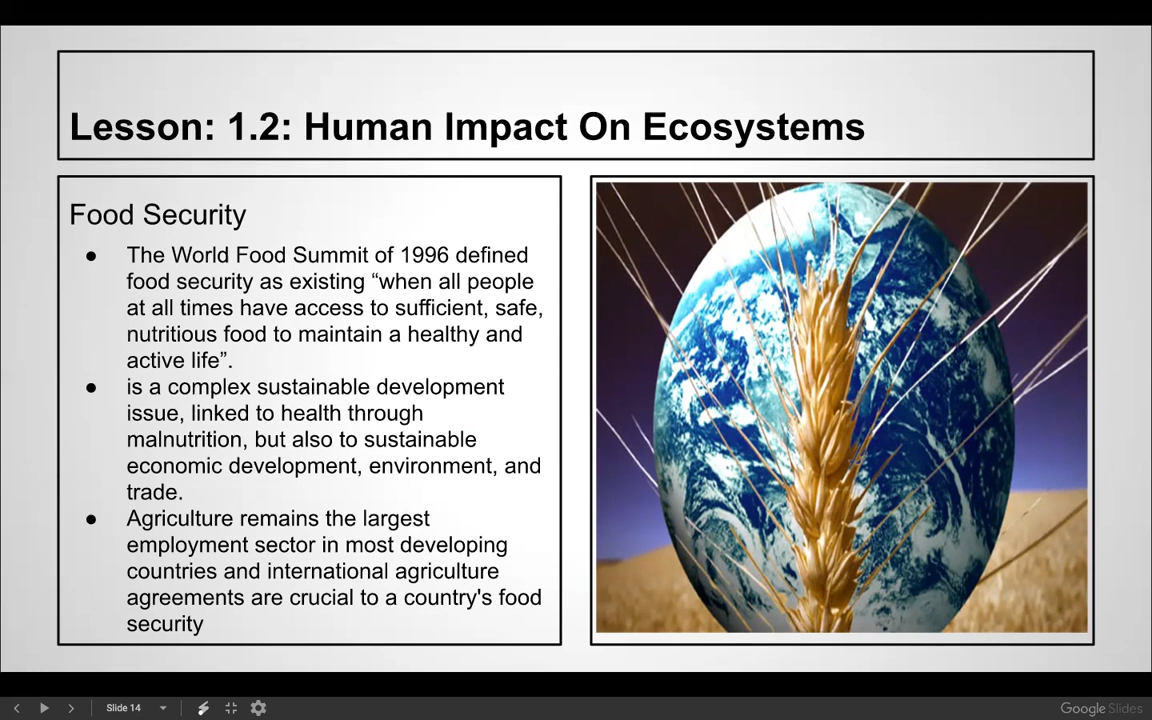 Lesson: 1.2: Human Impact On Ecosystems
Food Security
● The World Food Summit of 1996 defined
food security as existing “when all people
at all times have access to sufficient, safe,
nutritious food to maintain a healthy and
active life”.
● is a complex sustainable development
issue, linked to health through
malnutrition, but also to sustainable
economic development, environment, and
trade.
● Agriculture remains the largest
employment sector in most developing
countries and international agriculture
agreements are crucial to a country's food
security
Slide 14
Google Slides